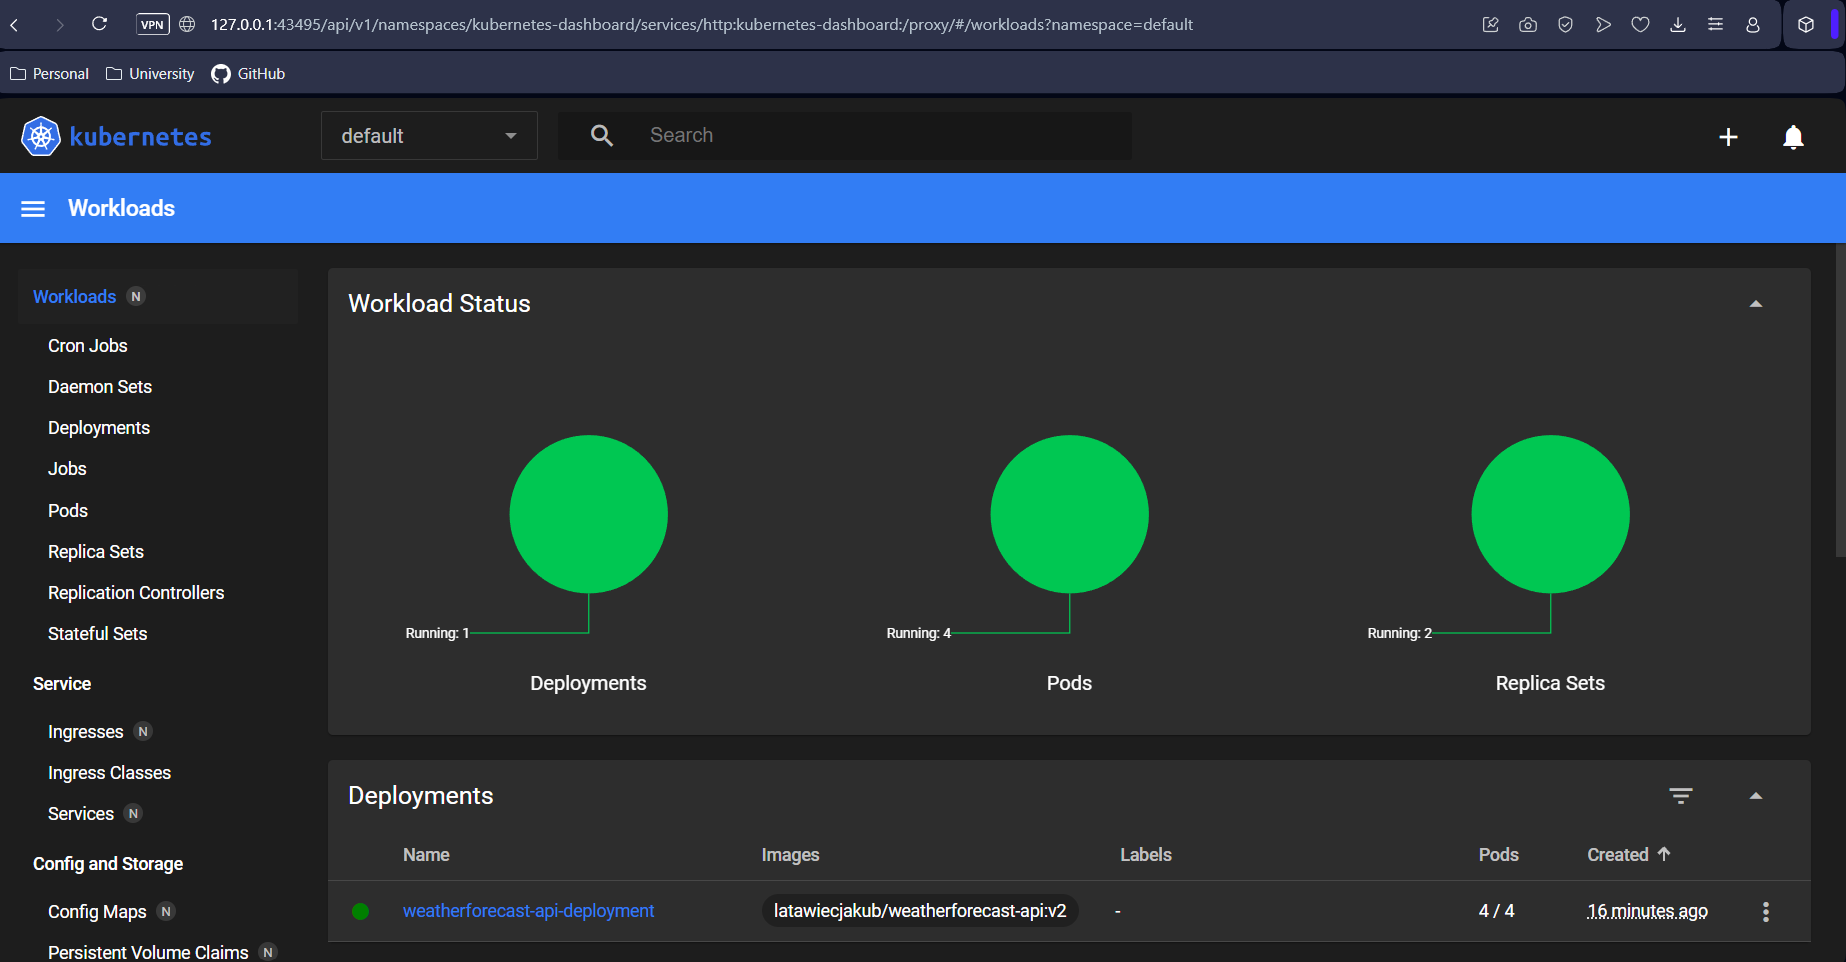 VPN 127.0.0.1:43495/api/v1/namespaces/kubernetes-dashboard/services/http:kubernetes-dashboard:/proxy/#/workloads?namespace=default
Personal University GitHub
kubernetes default Search
Workloads
Workloads N
Cron Jobs
Daemon Sets
Deployments
Jobs
Pods
Replica Sets
Replication Controllers
Stateful Sets
Service
Ingresses N
Ingress Classes
Services N
Config and Storage
Config Maps N
Persistent Volume Claims N
Workload Status
Running: 1
Deployments
Running: 4
Pods
Running: 2
Replica Sets
Deployments
Name Images Labels Pods Created
weatherforecast-api-deployment latawiecjakub/weatherforecast-api:v2 - 4 / 4 16 minutes ago